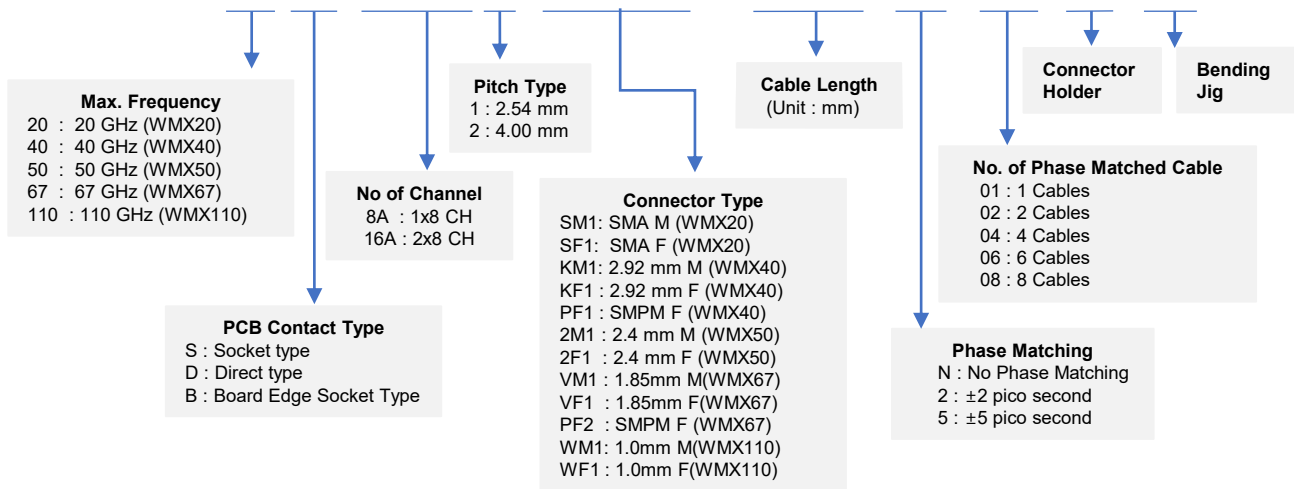 Max. Frequency
20 : 20 GHz (WMX20)
40 : 40 GHz (WMX40)
50 : 50 GHz (WMX50)
67 : 67 GHz (WMX67)
110 : 110 GHz (WMX110)
PCB Contact Type
S : Socket type
D : Direct type
B : Board Edge Socket Type
No of Channel
8A : 1x8 CH
16A : 2x8 CH
Pitch Type
1 : 2.54 mm
2 : 4.00 mm
Connector Type
SM1: SMA M (WMX20)
SF1: SMA F (WMX20)
KM1: 2.92 mm M (WMX40)
KF1 : 2.92 mm F (WMX40)
PF1 : SMPM F (WMX40)
2M1 : 2.4 mm M (WMX50)
2F1 : 2.4 mm F (WMX50)
VM1 : 1.85mm M(WMX67)
VF1 : 1.85mm F(WMX67)
PF2 : SMPM F (WMX67)
WM1: 1.0mm M(WMX110)
WF1 : 1.0mm F(WMX110)
Cable Length
(Unit : mm)
Phase Matching
N : No Phase Matching
2 : ±2 pico second
5 : ±5 pico second
No. of Phase Matched Cable
01 : 1 Cables
02 : 2 Cables
04 : 4 Cables
06 : 6 Cables
08 : 8 Cables
Connector
Holder
Bending
Jig